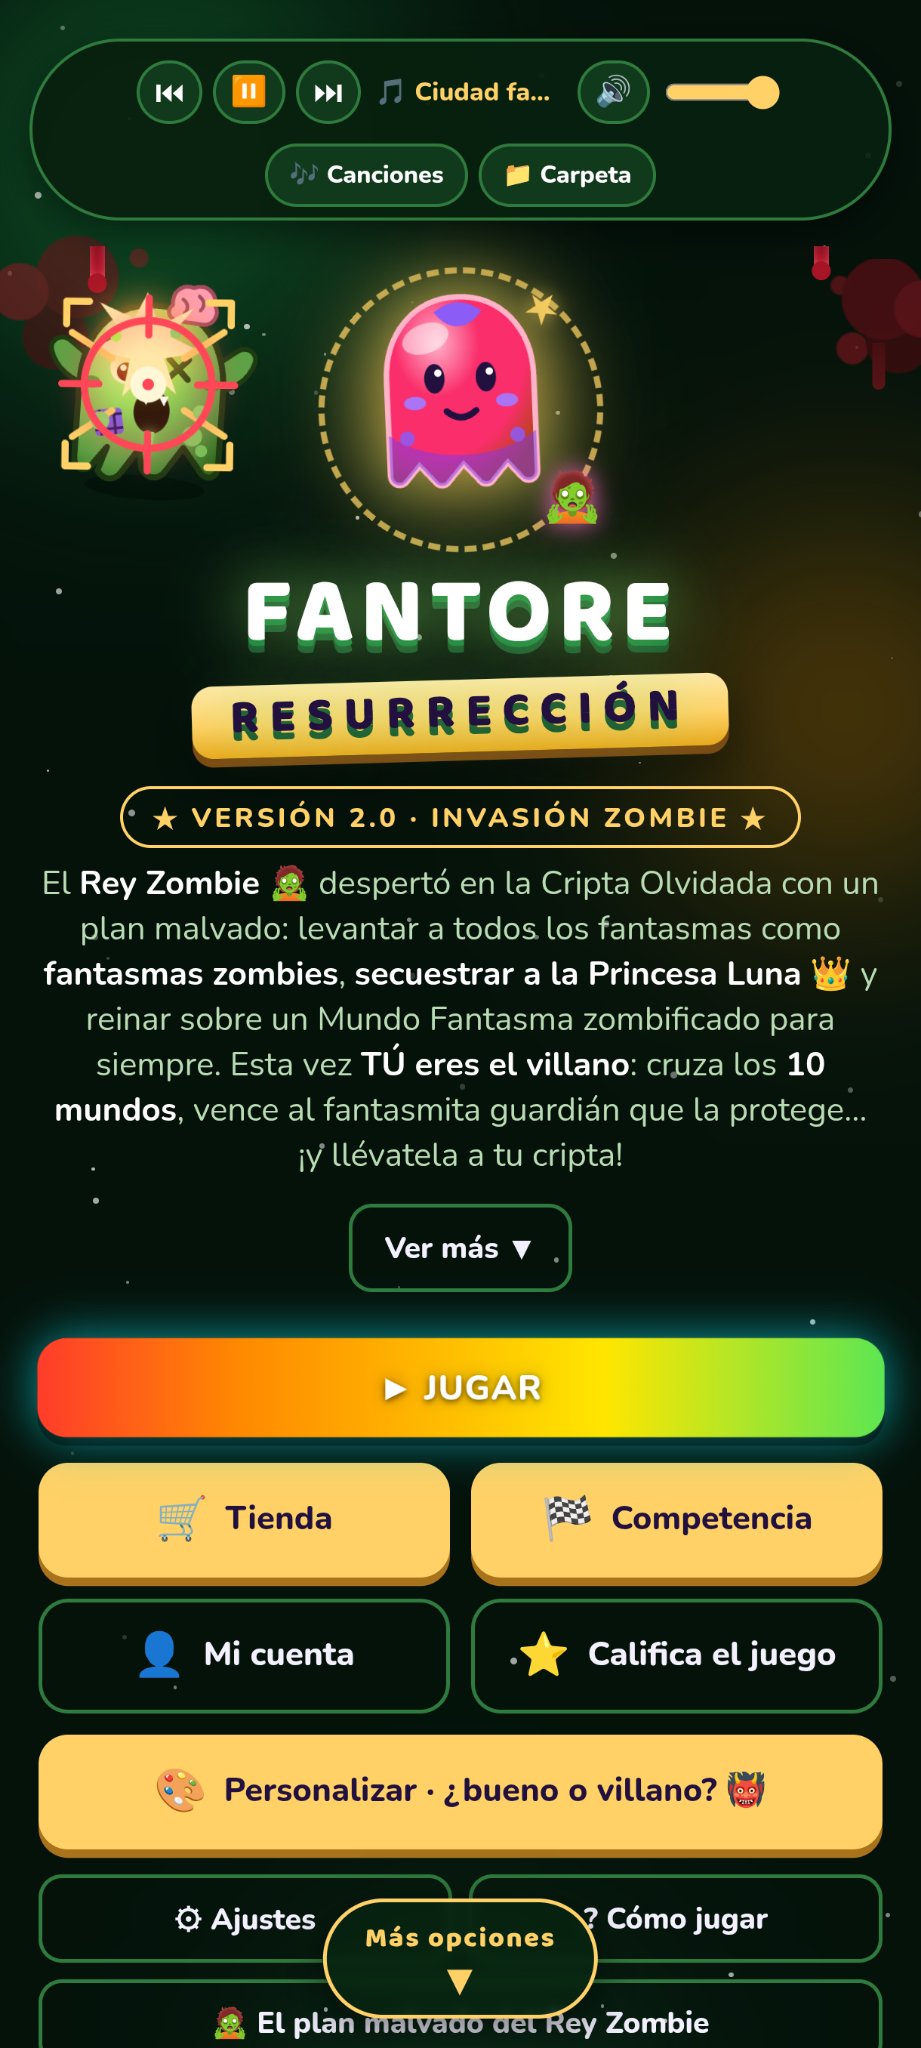 Ciudad fa...
Canciones
Carpeta
FANTORE
RESURRECCIÓN
★ VERSIÓN 2.0 · INVASIÓN ZOMBIE ★
El Rey Zombie 🧟 despertó en la Cripta Olvidada con un
plan malvado: levantar a todos los fantasmas como
fantasmas zombies, secuestrar a la Princesa Luna 👑 y
reinar sobre un Mundo Fantasma zombificado para
siempre. Esta vez TÚ eres el villano: cruza los 10
mundos, vence al fantasmita guardián que la protege...
¡y llévatela a tu cripta!
Ver más ▼
► JUGAR
Tienda
Competencia
Mi cuenta
Califica el juego
Personalizar · ¿bueno o villano?
Ajustes
? Cómo jugar
Más opciones
▼
El plan malvado del Rey Zombie